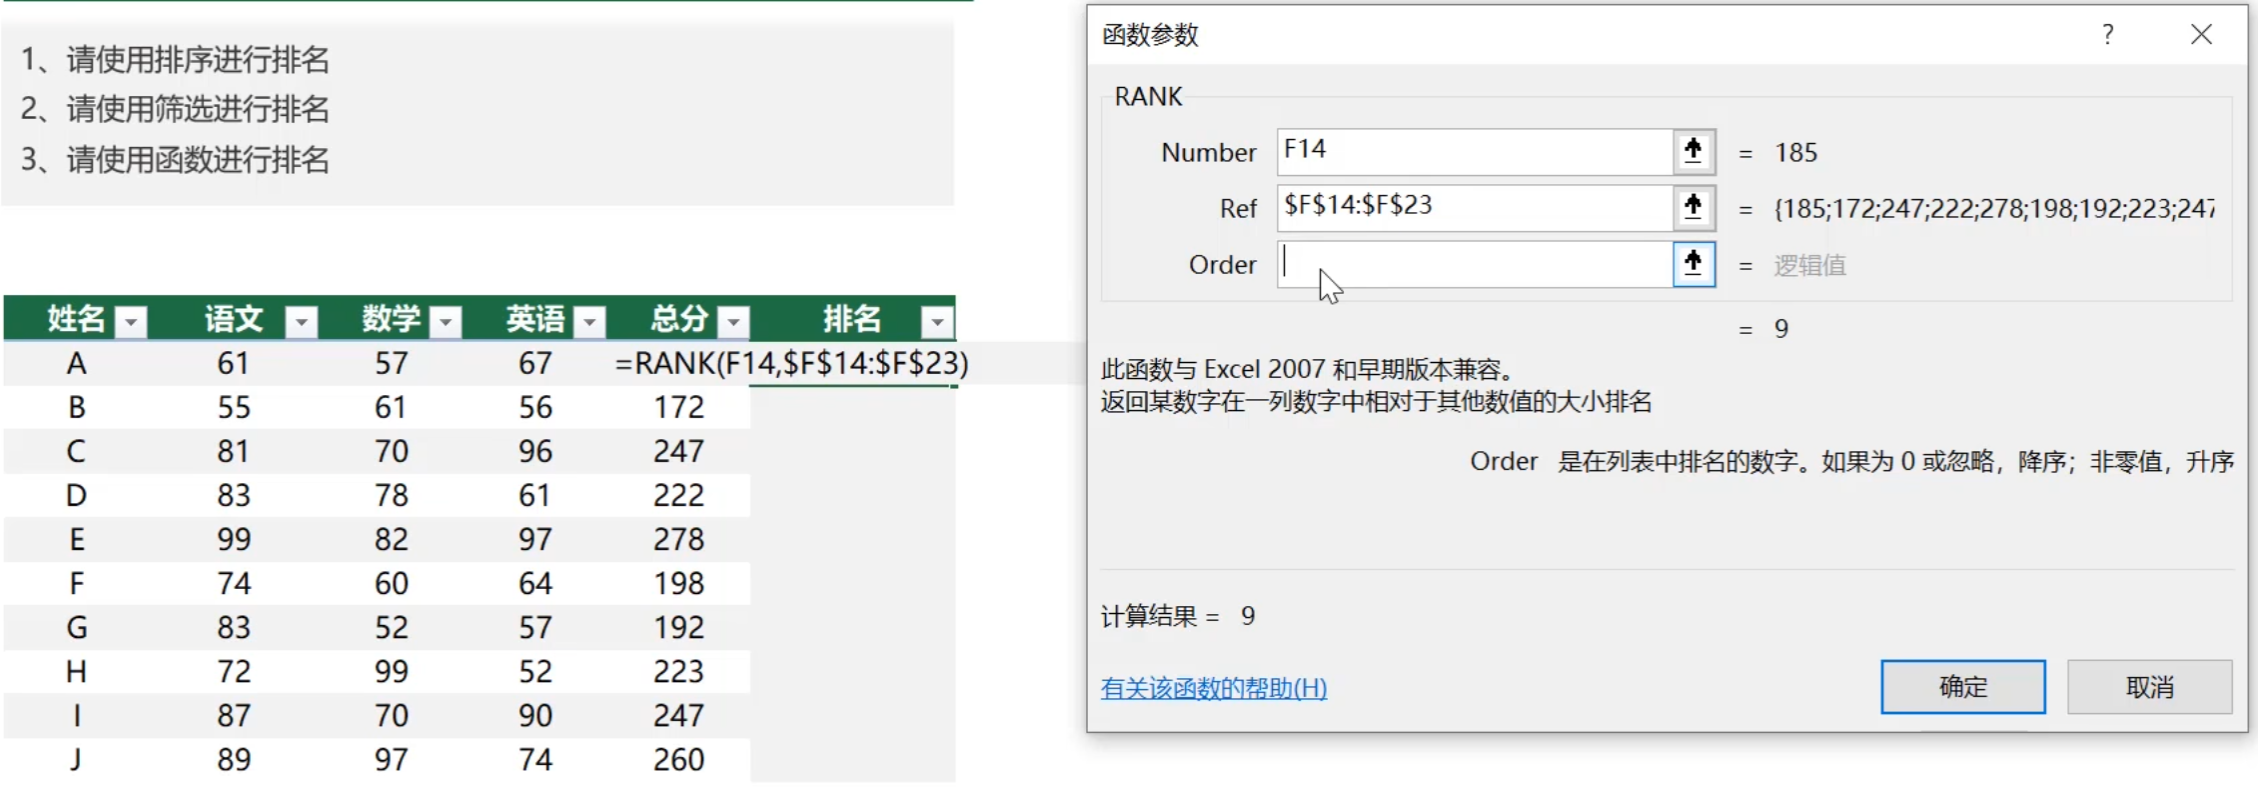 1、请使用排序进行排名
2、请使用筛选进行排名
3、请使用函数进行排名
姓名 语文 数学 英语 总分 排名
A 61 57 67 =RANK(F14,$F$14:$F$23)
B 55 61 56 172
C 81 70 96 247
D 83 78 61 222
E 99 82 97 278
F 74 60 64 198
G 83 52 57 192
H 72 99 52 223
I 87 70 90 247
J 89 97 74 260
函数参数 ?
RANK
Number F14 = 185
Ref $F$14:$F$23 = {185;172;247;222;278;198;192;223;247
Order = 逻辑值
= 9
此函数与 Excel 2007 和早期版本兼容。
返回某数字在一列数字中相对于其他数值的大小排名
Order 是在列表中排名的数字。如果为 0 或忽略，降序；非零值，升序
计算结果 = 9
有关该函数的帮助(H)
确定 取消